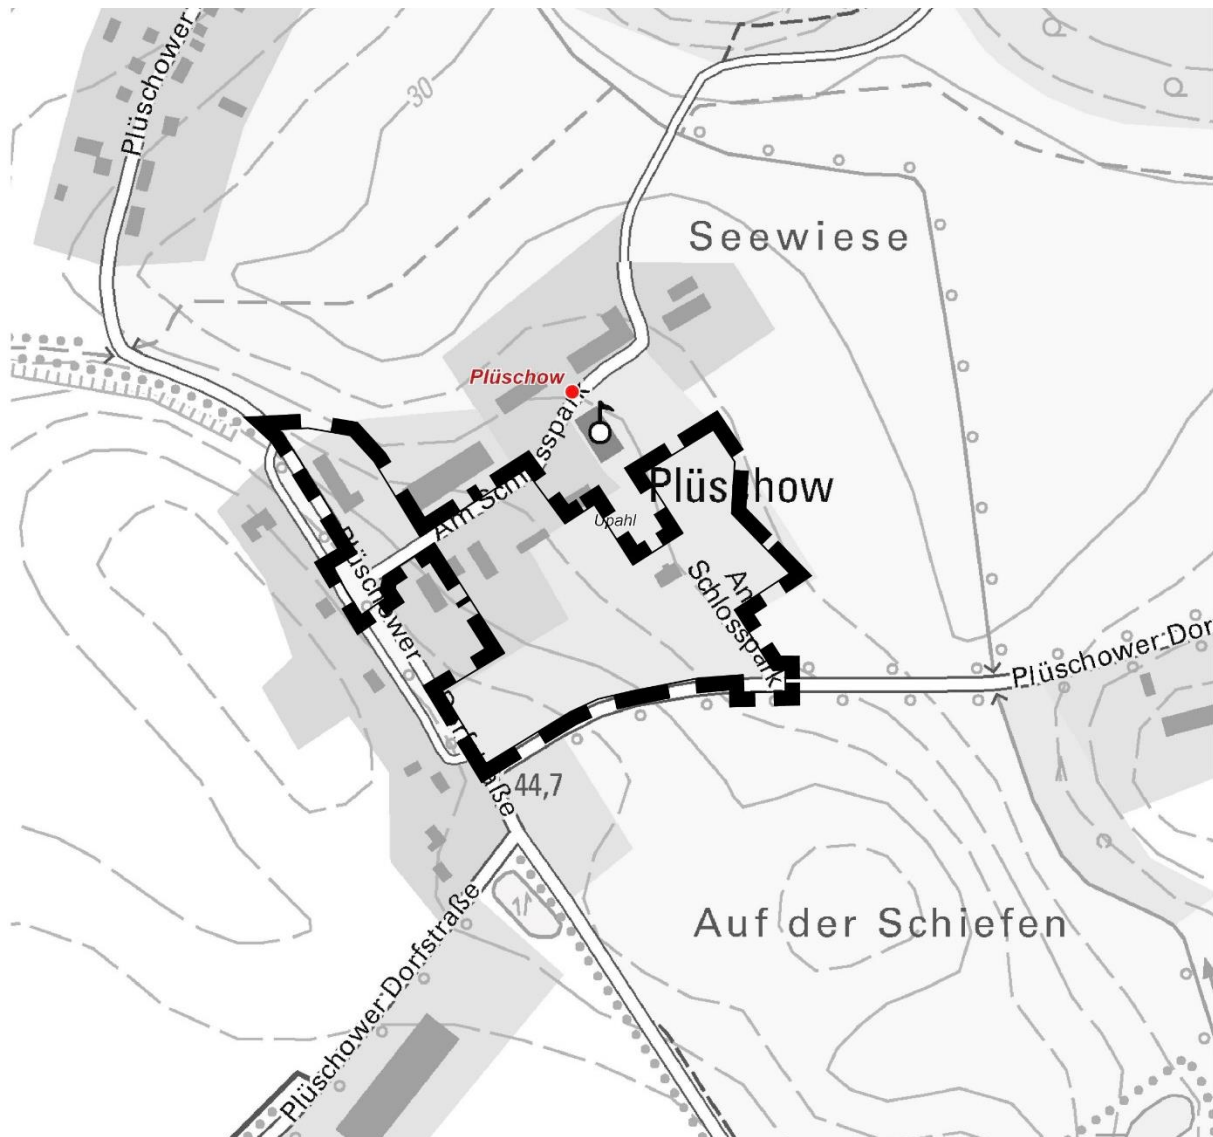 Plüschower
30
Seewiese
Plüschow
Am Schlosspark
Plüschow
Upahl
Plüschower Dorfstraße
Am
Schlosspark
Plüschower Dor
44,7
Auf der Schiefen
Plüschower Dorfstraße